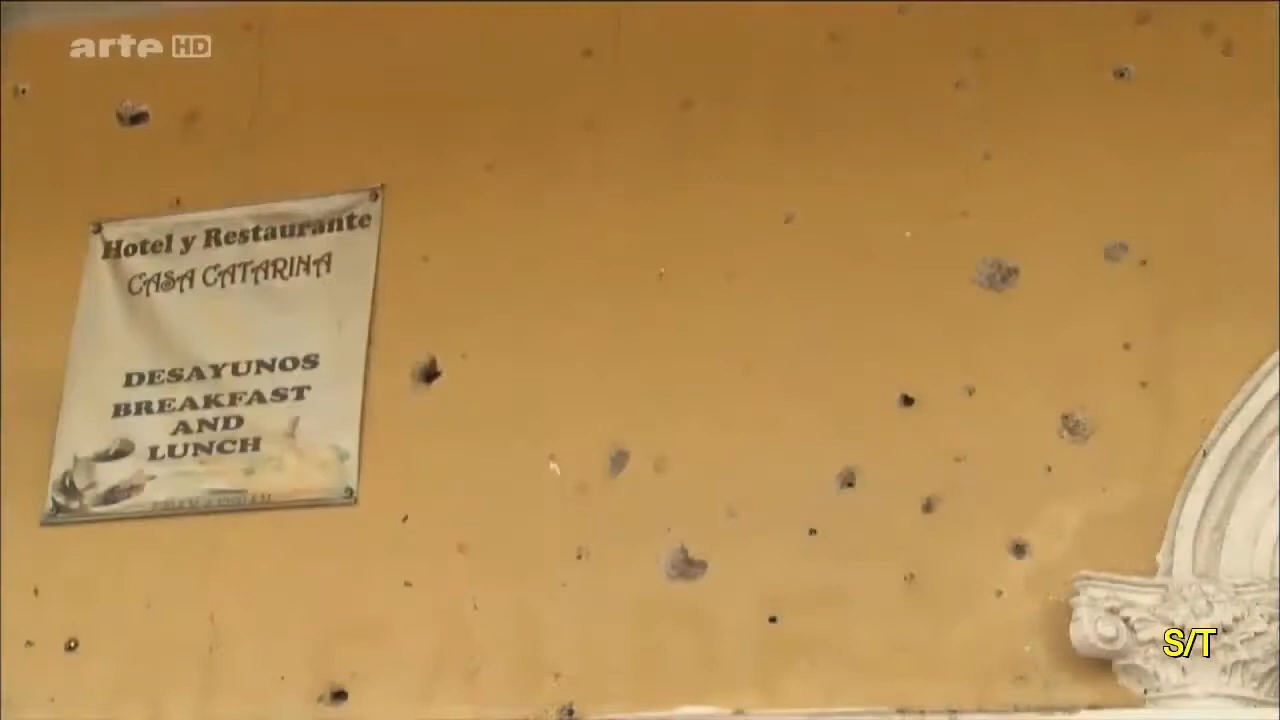 arte HD
Hotel y Restaurante
CASA CATARINA
DESAYUNOS
BREAKFAST
AND
LUNCH
S/T